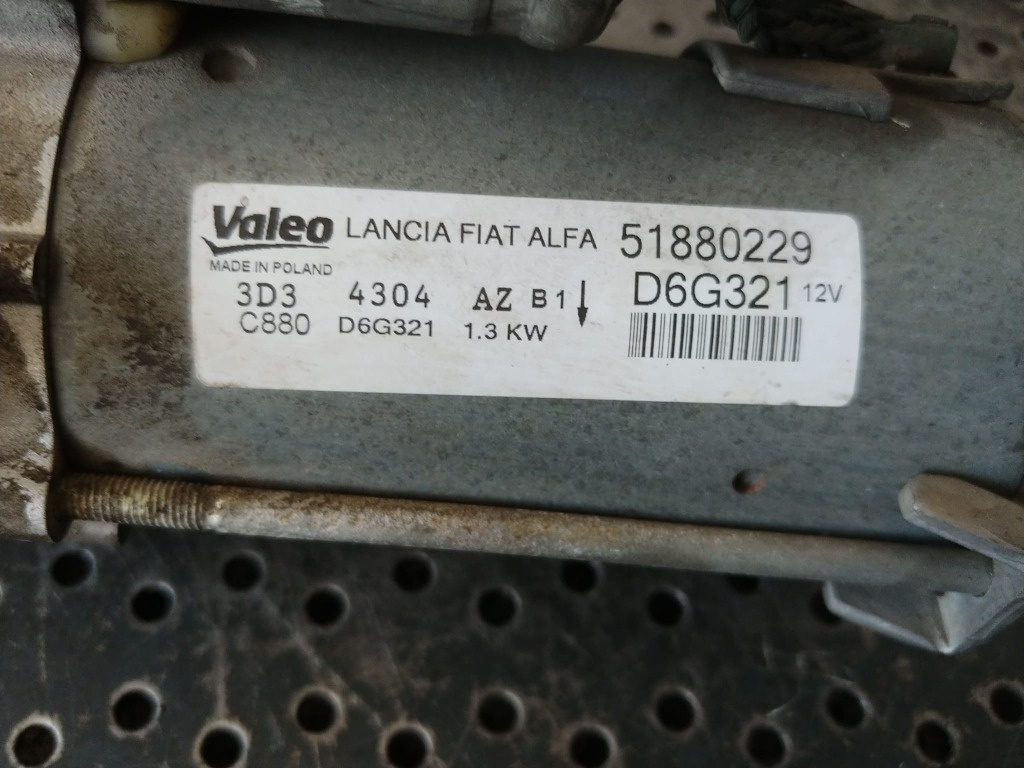 Valeo LANCIA FIAT ALFA 51880229
MADE IN POLAND
D6G321 12V
3D3 4304 AZ B1
C880 D6G321 1.3 KW